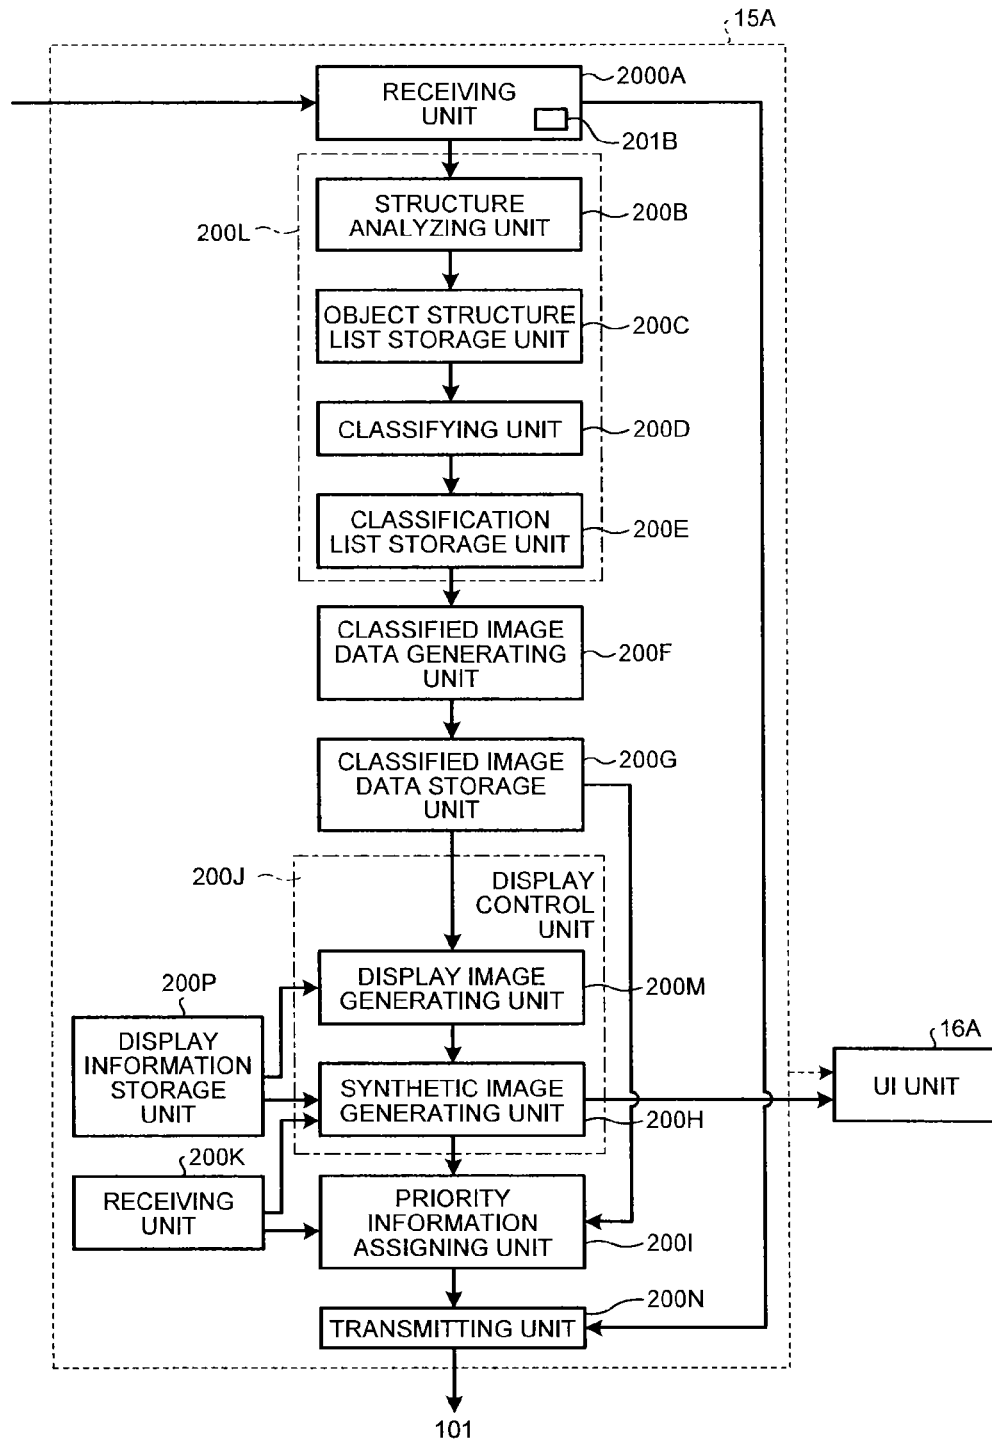 15A
RECEIVING
UNIT
2000A
201B
STRUCTURE
ANALYZING UNIT
200B
200L
OBJECT STRUCTURE
LIST STORAGE UNIT
200C
CLASSIFYING UNIT
200D
CLASSIFICATION
LIST STORAGE UNIT
200E
CLASSIFIED IMAGE
DATA GENERATING
UNIT
200F
CLASSIFIED IMAGE
DATA STORAGE
UNIT
200G
200J
DISPLAY
CONTROL
UNIT
DISPLAY IMAGE
GENERATING UNIT
200M
200P
DISPLAY
INFORMATION
STORAGE
UNIT
SYNTHETIC IMAGE
GENERATING UNIT
200H
16A
UI UNIT
200K
RECEIVING
UNIT
PRIORITY
INFORMATION
ASSIGNING UNIT
200I
200N
TRANSMITTING UNIT
101